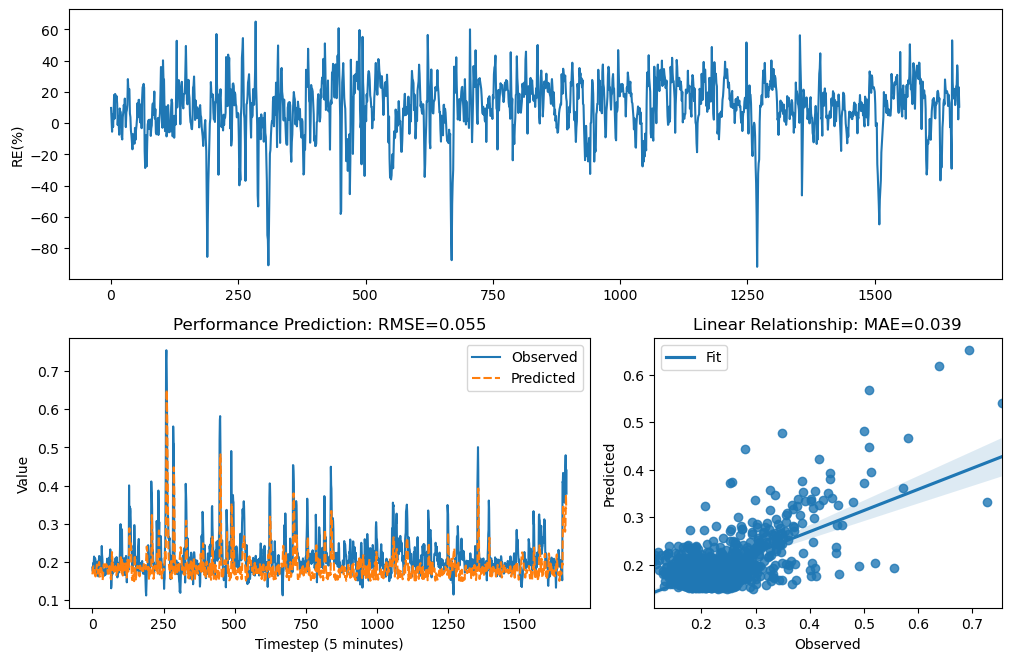 RE(%)
60
40
20
0
−20
−40
−60
−80
0 250 500 750 1000 1250 1500
Performance Prediction: RMSE=0.055
Value
0.7
0.6
0.5
0.4
0.3
0.2
0.1
Observed
Predicted
0 250 500 750 1000 1250 1500
Timestep (5 minutes)
Linear Relationship: MAE=0.039
Predicted
0.6
0.5
0.4
0.3
0.2
Fit
0.2 0.3 0.4 0.5 0.6 0.7
Observed